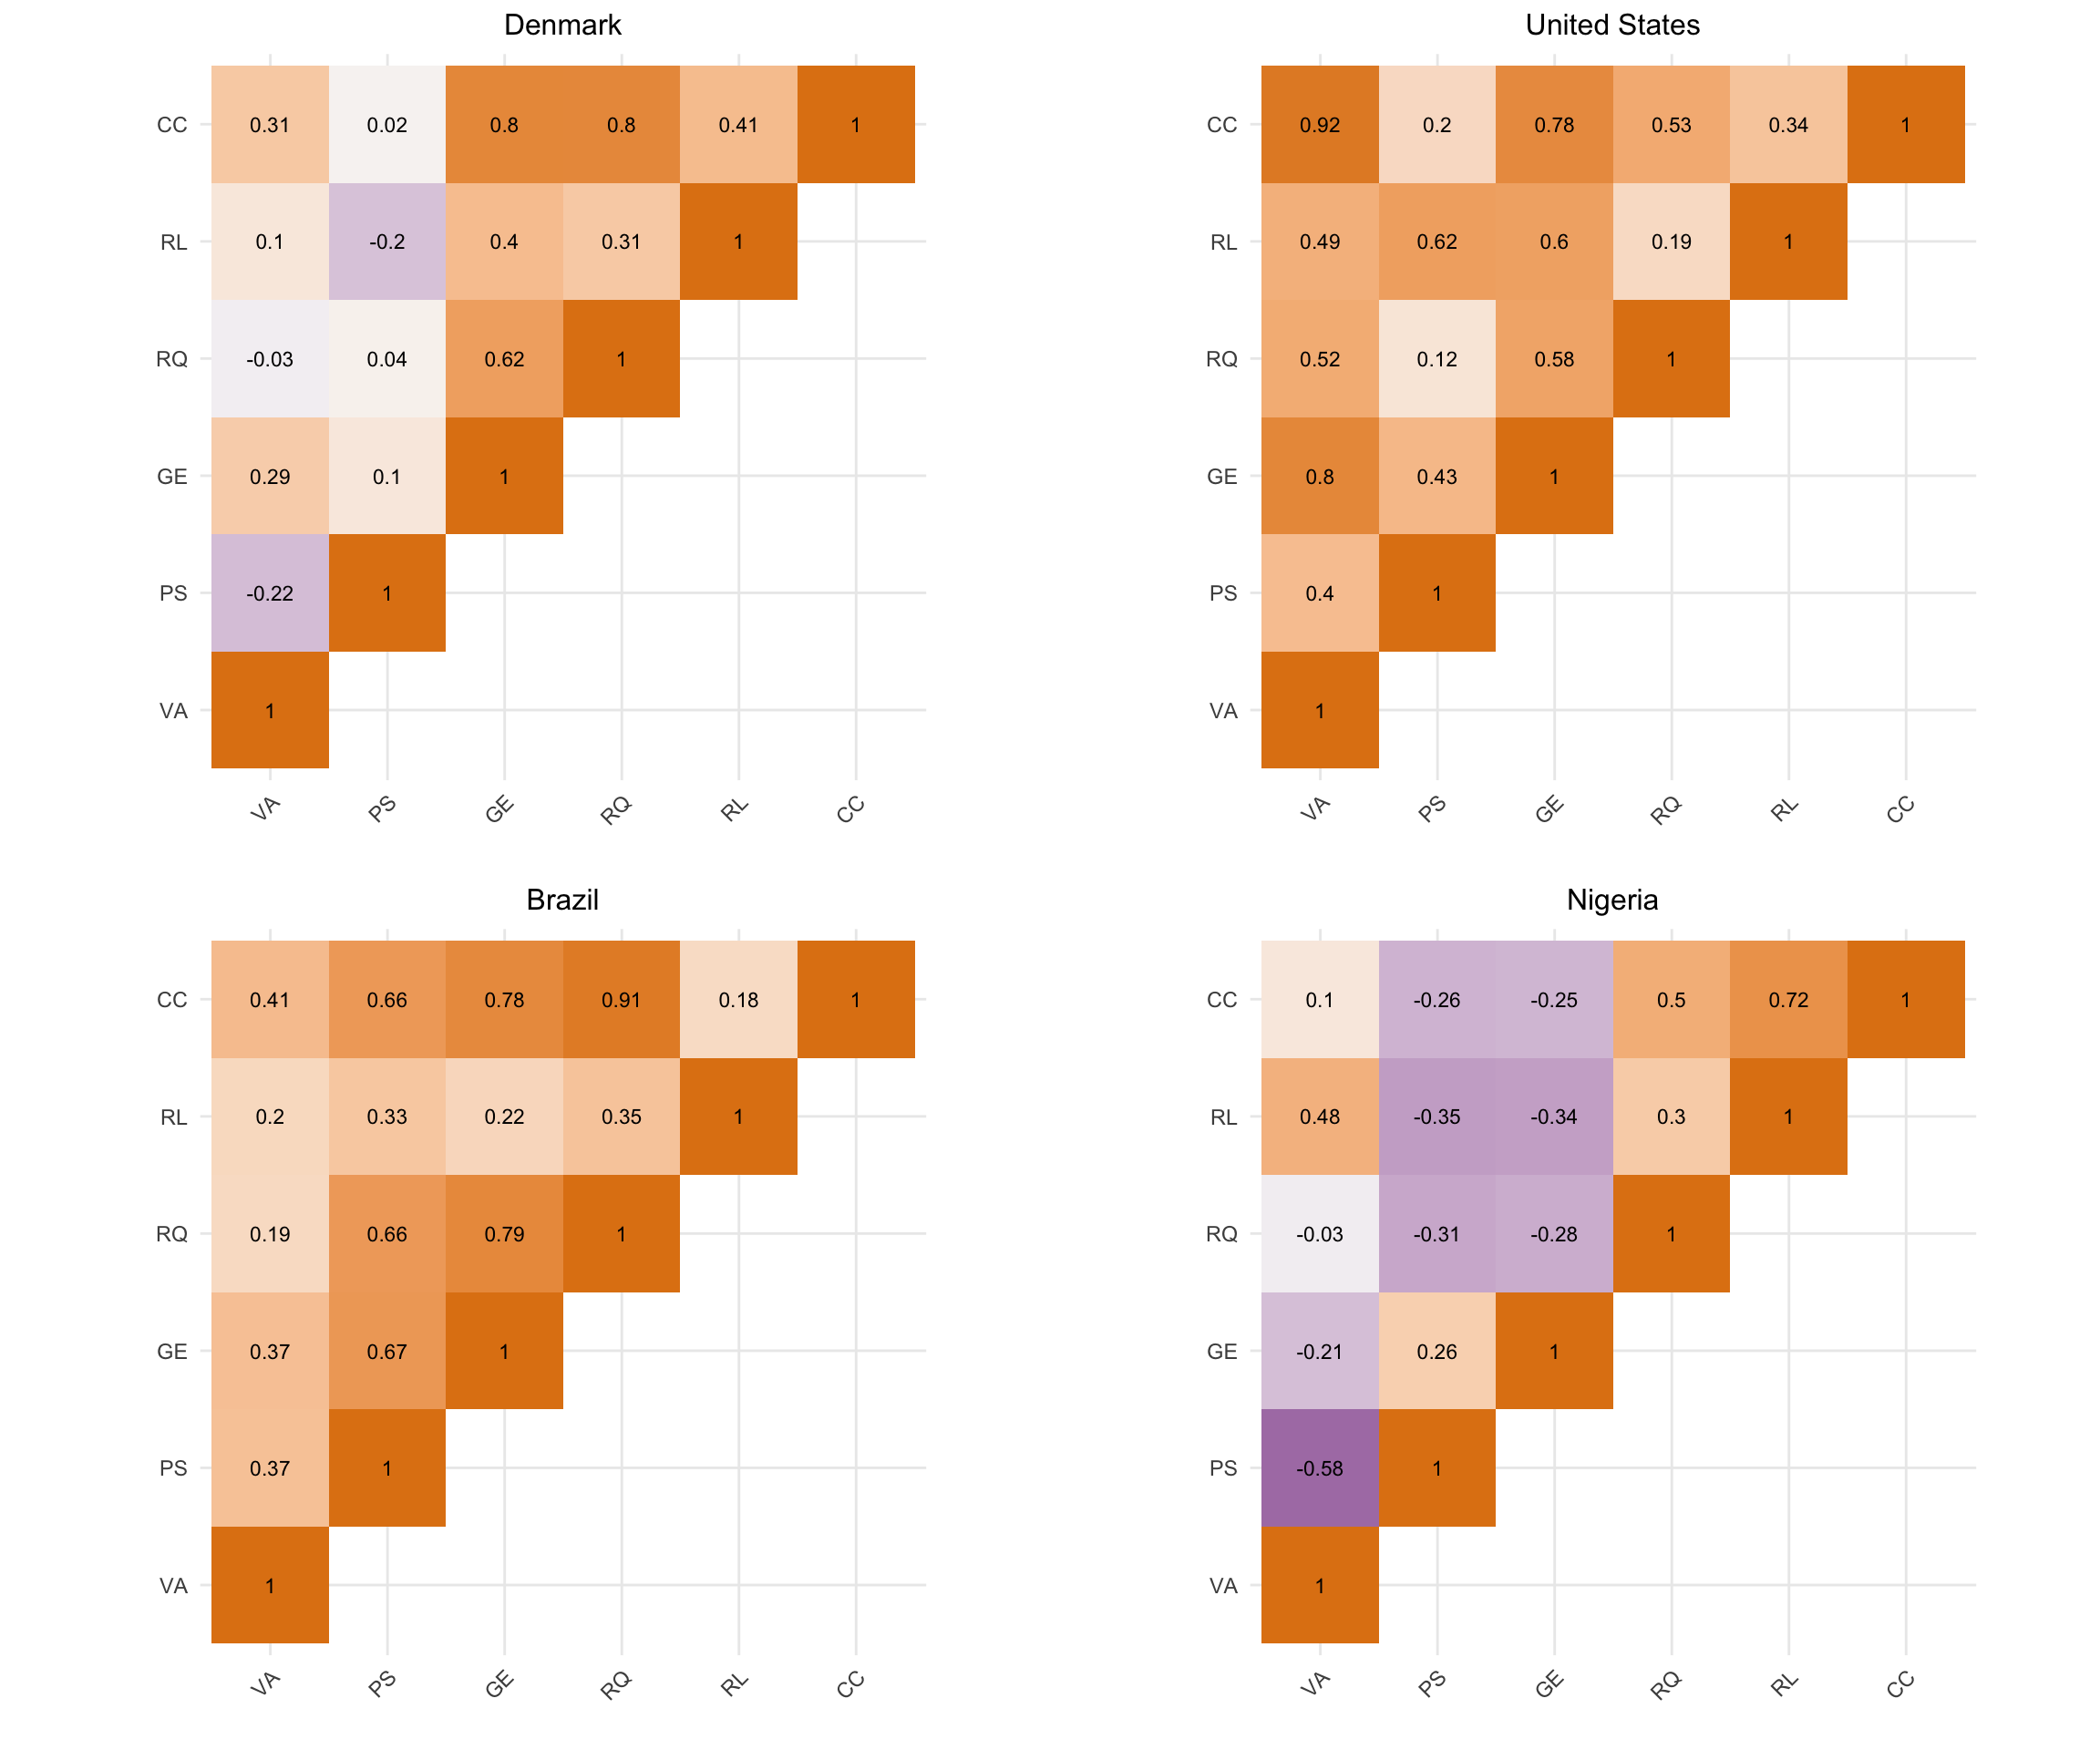 Denmark
CC 0.31 0.02 0.8 0.8 0.41 1
RL 0.1 -0.2 0.4 0.31 1
RQ -0.03 0.04 0.62 1
GE 0.29 0.1 1
PS -0.22 1
VA 1
VA PS GE RQ RL CC
United States
CC 0.92 0.2 0.78 0.53 0.34 1
RL 0.49 0.62 0.6 0.19 1
RQ 0.52 0.12 0.58 1
GE 0.8 0.43 1
PS 0.4 1
VA 1
VA PS GE RQ RL CC
Brazil
CC 0.41 0.66 0.78 0.91 0.18 1
RL 0.2 0.33 0.22 0.35 1
RQ 0.19 0.66 0.79 1
GE 0.37 0.67 1
PS 0.37 1
VA 1
VA PS GE RQ RL CC
Nigeria
CC 0.1 -0.26 -0.25 0.5 0.72 1
RL 0.48 -0.35 -0.34 0.3 1
RQ -0.03 -0.31 -0.28 1
GE -0.21 0.26 1
PS -0.58 1
VA 1
VA PS GE RQ RL CC